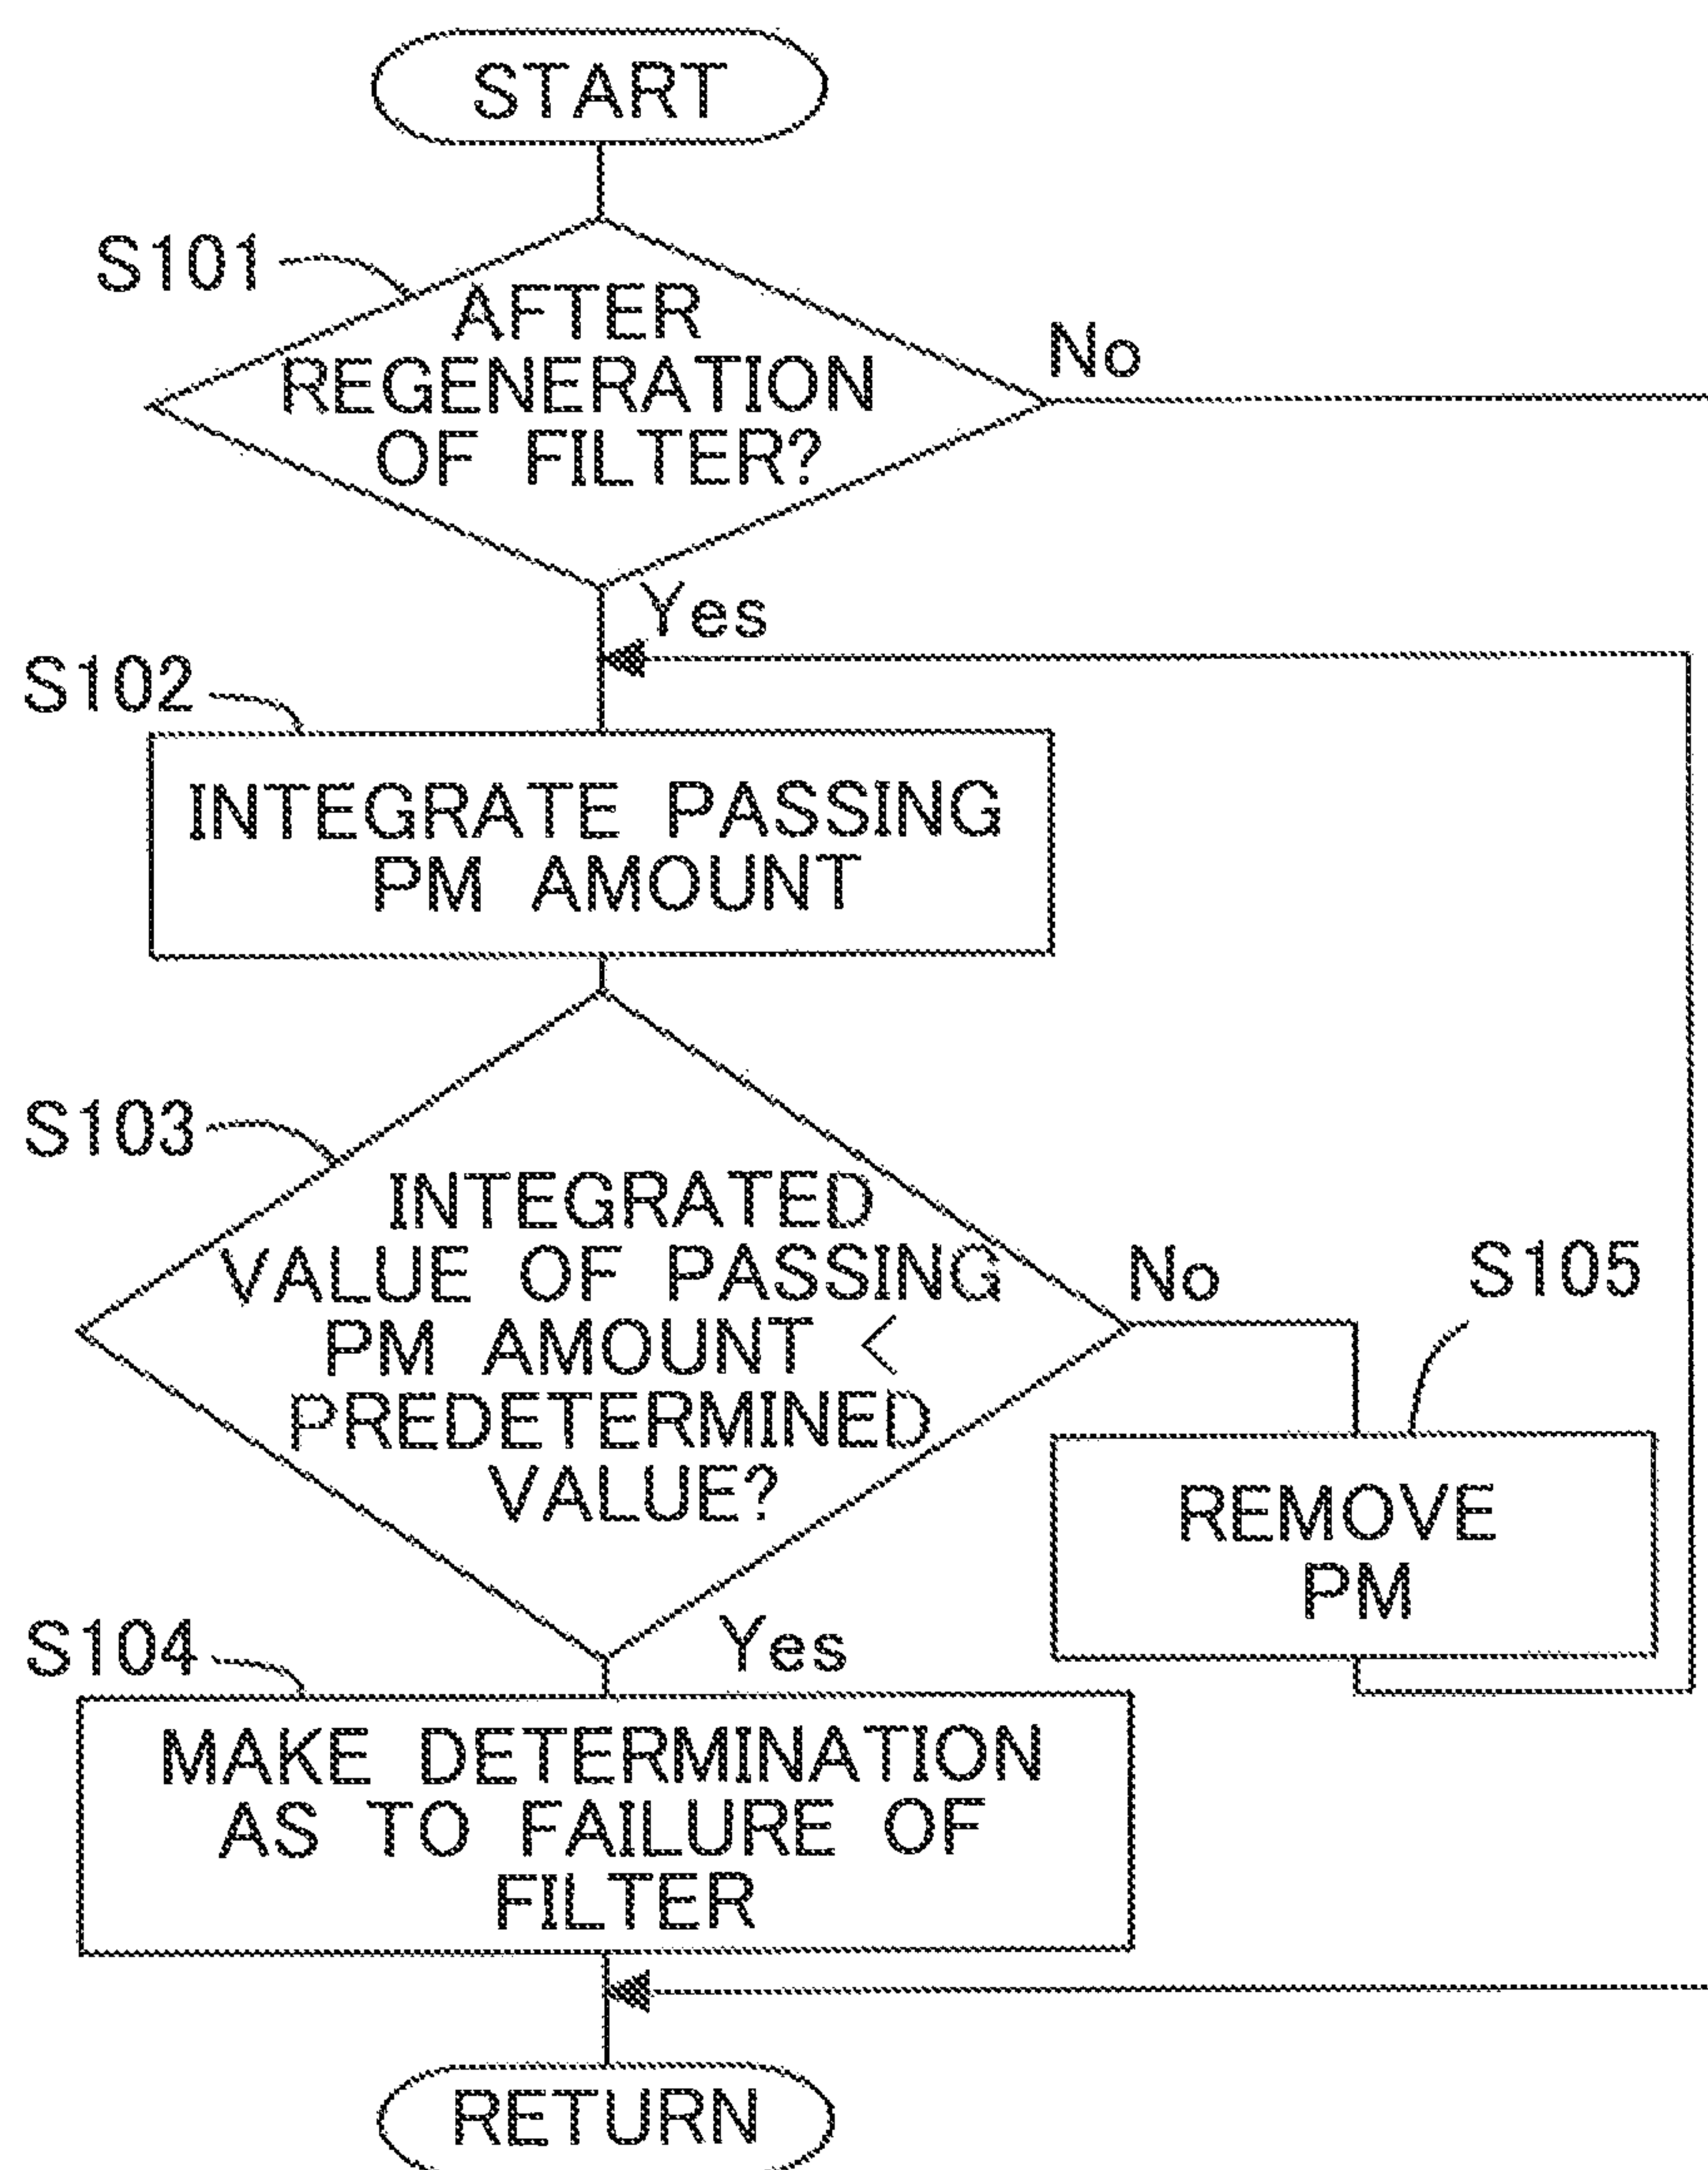 START
S101
AFTER
REGENERATION
OF FILTER?
No
Yes
S102
INTEGRATE PASSING
PM AMOUNT
S103
INTEGRATED
VALUE OF PASSING
PM AMOUNT <
PREDETERMINED
VALUE?
No
S105
REMOVE
PM
Yes
S104
MAKE DETERMINATION
AS TO FAILURE OF
FILTER
RETURN